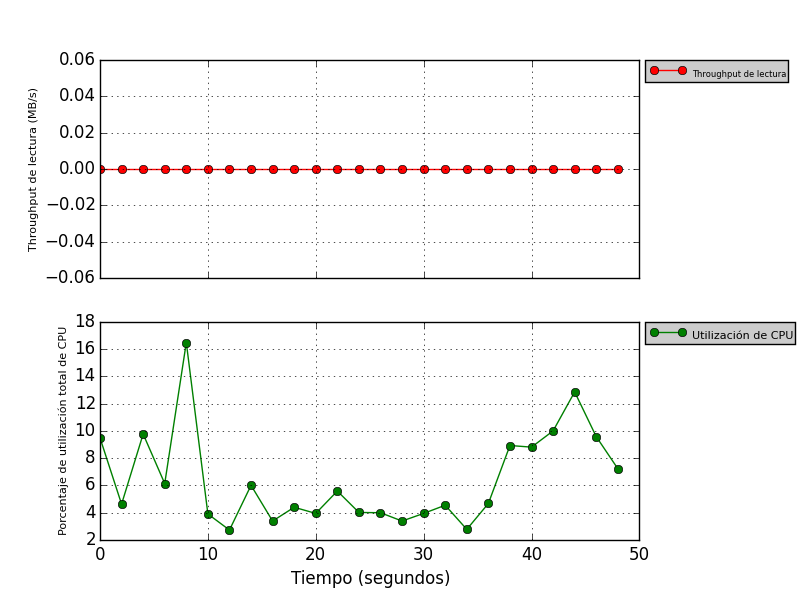 0.06
0.04
0.02
0.00
−0.02
−0.04
−0.06
Throughput de lectura (MB/s)
Throughput de lectura
18
16
14
12
10
8
6
4
2
Porcentaje de utilización total de CPU
Utilización de CPU
0 10 20 30 40 50
Tiempo (segundos)